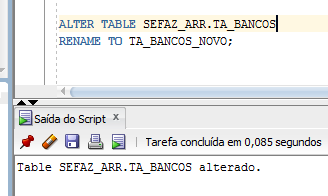 ALTER TABLE SEFAZ_ARR.TA_BANCOS
RENAME TO TA_BANCOS_NOVO;
Saída do Script x
Tarefa concluída em 0,085 segundos
Table SEFAZ_ARR.TA_BANCOS alterado.